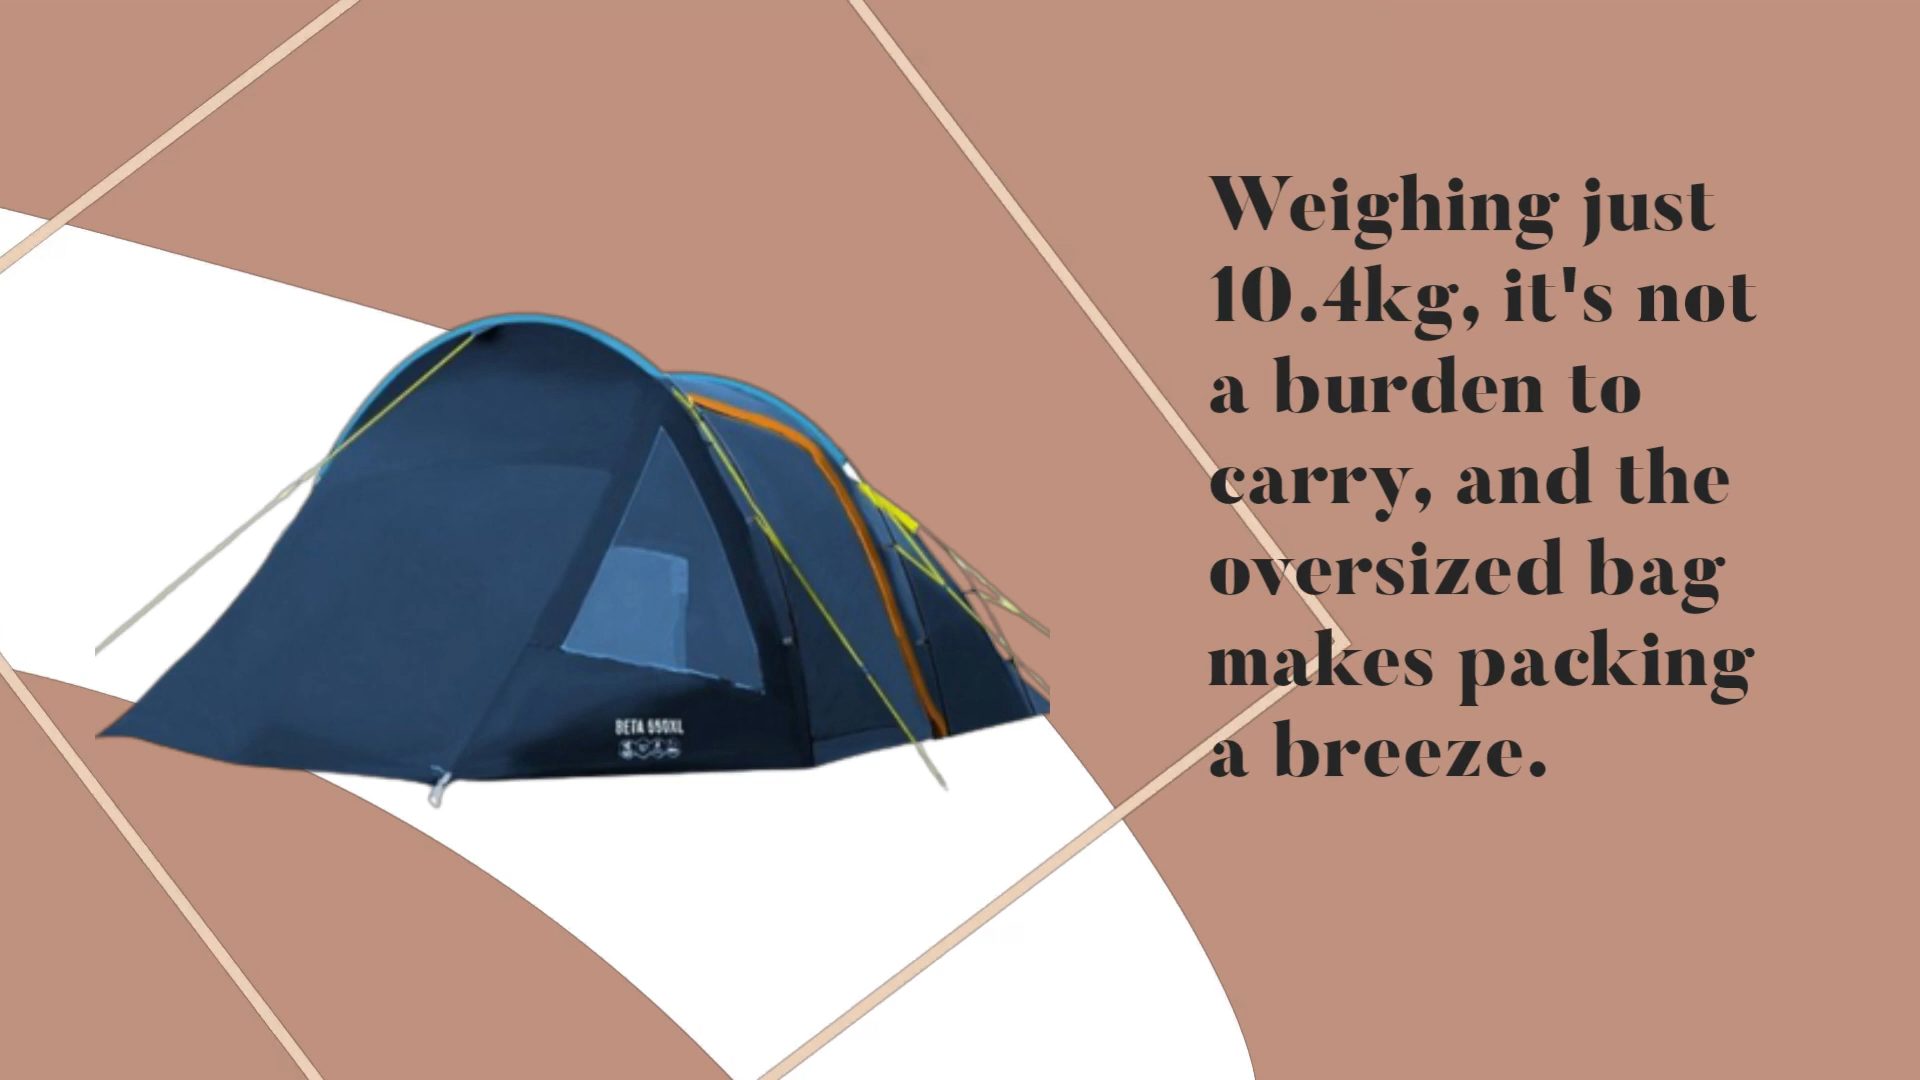 Weighing just
10.4kg, it's not
a burden to
carry, and the
oversized bag
makes packing
a breeze.
BETA 550XL